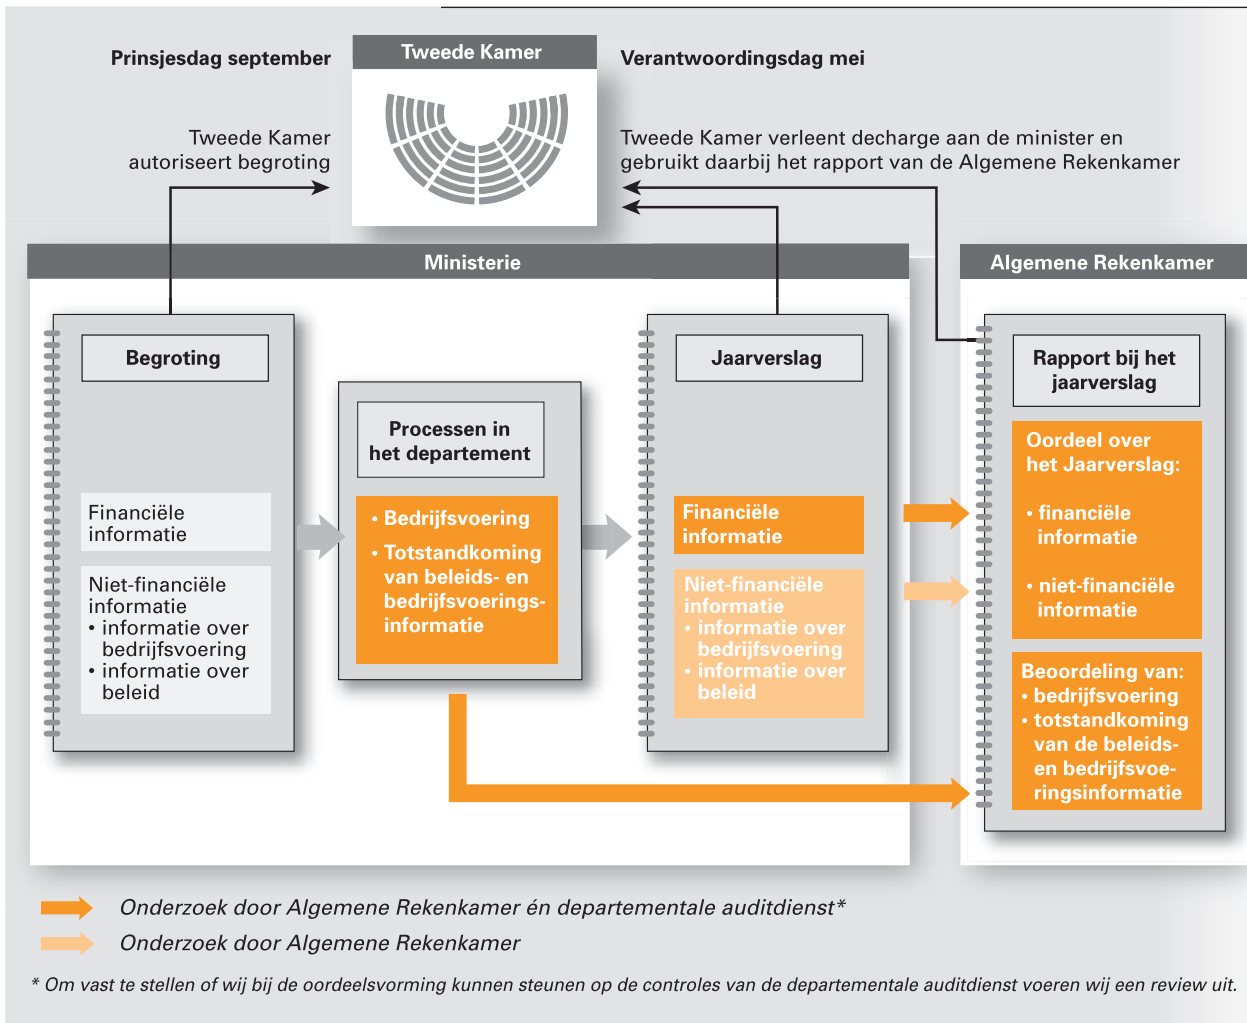 Prinsjesdag september
Tweede Kamer
Verantwoordingsdag mei
Tweede Kamer
autoriseert begroting
Tweede Kamer verleent decharge aan de minister en
gebruikt daarbij het rapport van de Algemene Rekenkamer
Ministerie
Algemene Rekenkamer
Begroting
Financiële
informatie
Niet-financiële
informatie
• informatie over
bedrijfsvoering
• informatie over
beleid
Processen in
het departement
• Bedrijfsvoering
• Totstandkoming
van beleids- en
bedrijfsvoerings-
informatie
Jaarverslag
Financiële
informatie
Niet-financiële
informatie
• informatie over
bedrijfsvoering
• informatie over
beleid
Rapport bij het
jaarverslag
Oordeel over
het Jaarverslag:
• financiële
informatie
• niet-financiële
informatie
Beoordeling van:
• bedrijfsvoering
• totstandkoming
van de beleids-
en bedrijfsvoe-
ringsinformatie
Onderzoek door Algemene Rekenkamer én departementale auditdienst*
Onderzoek door Algemene Rekenkamer
* Om vast te stellen of wij bij de oordeelsvorming kunnen steunen op de controles van de departementale auditdienst voeren wij een review uit.